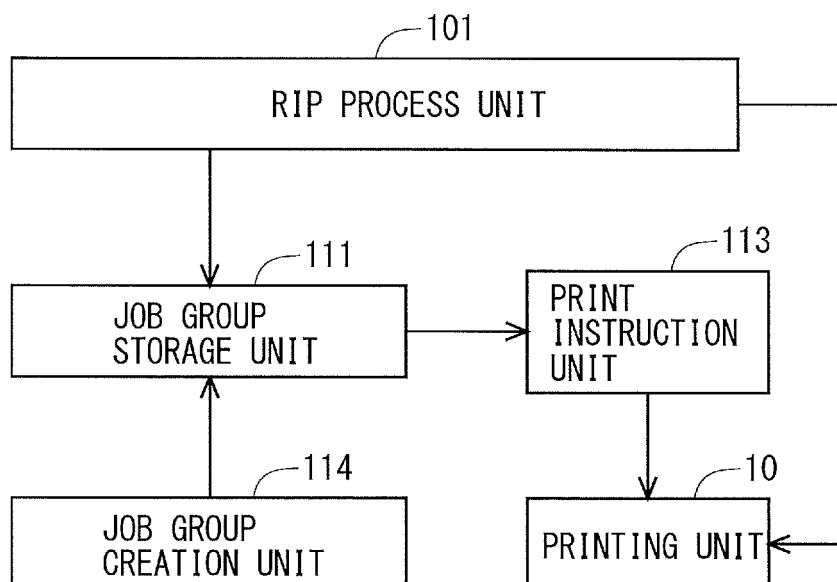 101
RIP PROCESS UNIT
111
JOB GROUP
STORAGE UNIT
113
PRINT
INSTRUCTION
UNIT
114
JOB GROUP
CREATION UNIT
10
PRINTING UNIT